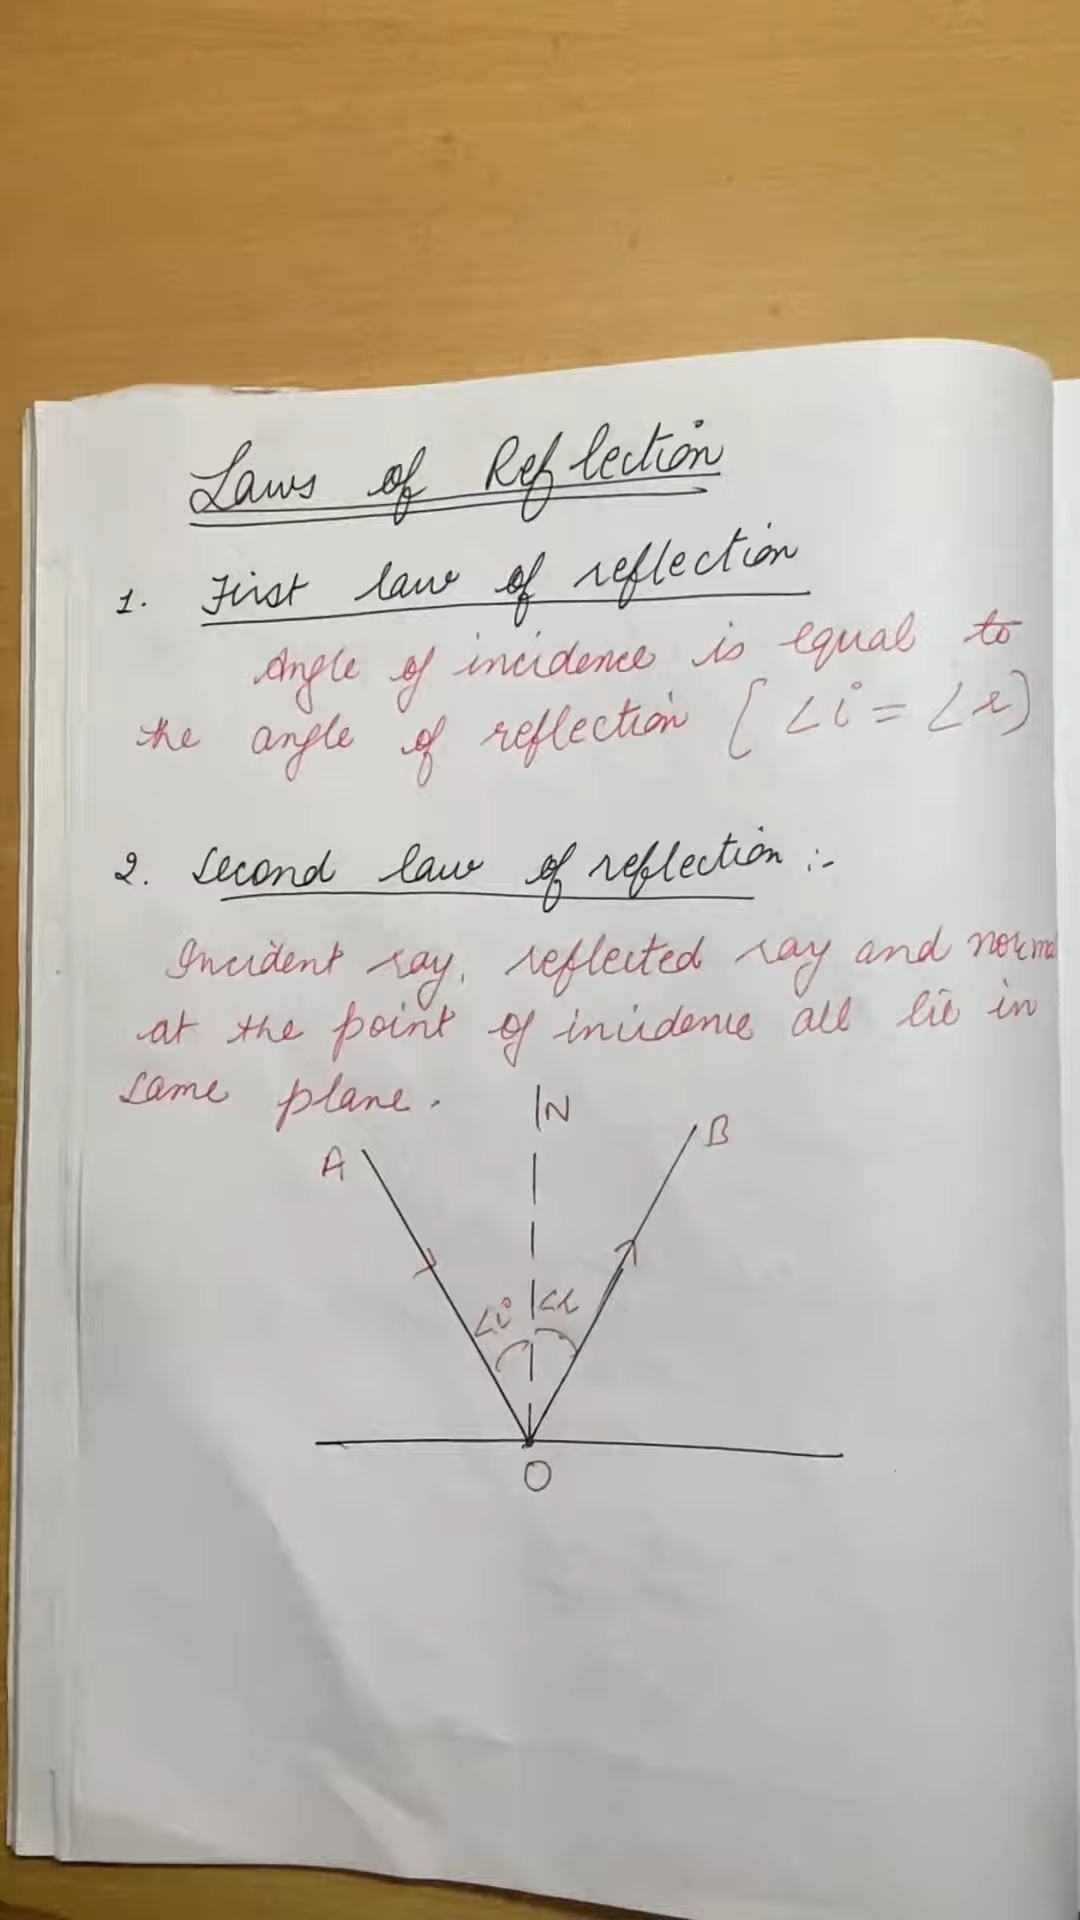 Laws of Reflection
1. First law of reflection
Angle of incidence is equal to
the angle of reflection [∠i = ∠r)
2. Second law of reflection :-
Incident ray, reflected ray and normal
at the point of incidence all lie in
same plane.
N
A
B
∠i
∠r
O